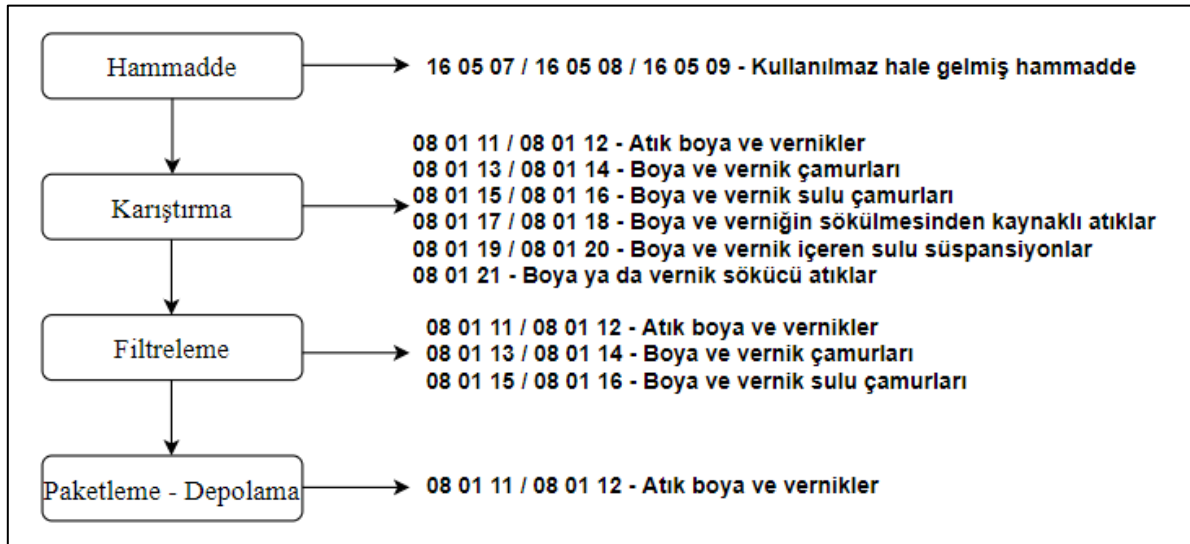 Hammadde
16 05 07 / 16 05 08 / 16 05 09 - Kullanılmaz hale gelmiş hammadde
Karıştırma
08 01 11 / 08 01 12 - Atık boya ve vernikler
08 01 13 / 08 01 14 - Boya ve vernik çamurları
08 01 15 / 08 01 16 - Boya ve vernik sulu çamurları
08 01 17 / 08 01 18 - Boya ve verniğin sökülmesinden kaynaklı atıklar
08 01 19 / 08 01 20 - Boya ve vernik içeren sulu süspansiyonlar
08 01 21 - Boya ya da vernik sökücü atıklar
Filtreleme
08 01 11 / 08 01 12 - Atık boya ve vernikler
08 01 13 / 08 01 14 - Boya ve vernik çamurları
08 01 15 / 08 01 16 - Boya ve vernik sulu çamurları
Paketleme - Depolama
08 01 11 / 08 01 12 - Atık boya ve vernikler